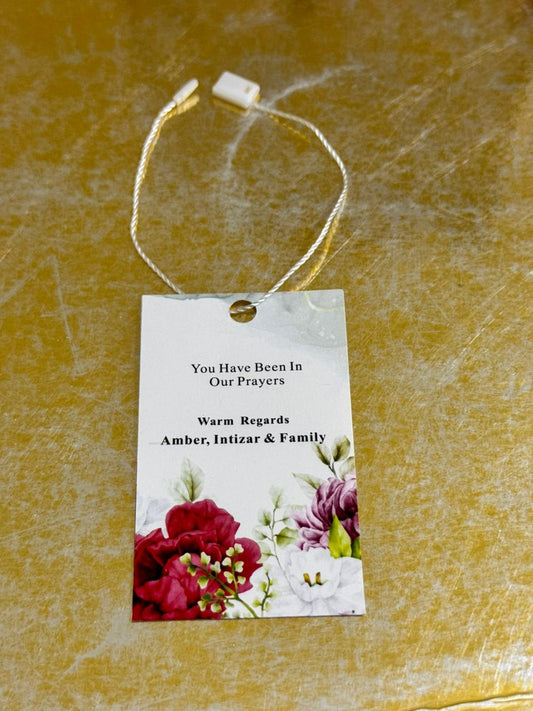 You Have Been In
Our Prayers
Warm Regards
Amber, Intizar & Family